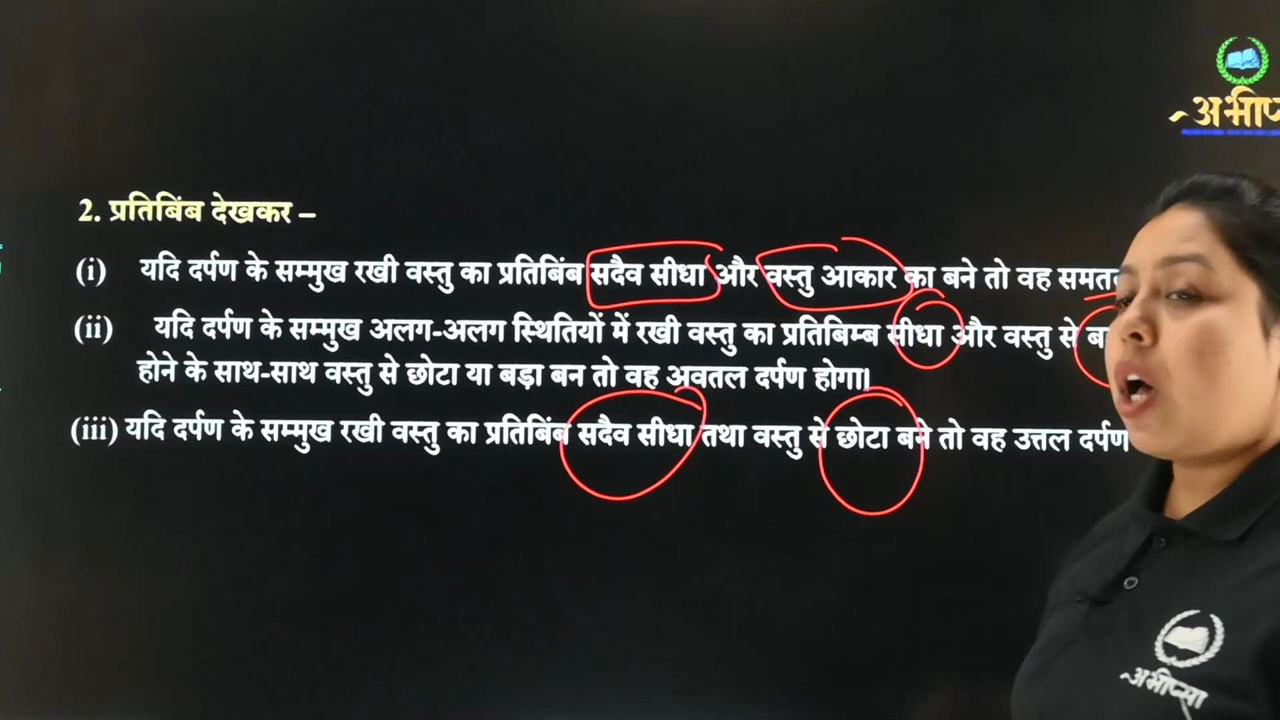 अभीप्
2. प्रतिबिंब देखकर –
(i) यदि दर्पण के सम्मुख रखी वस्तु का प्रतिबिंब सदैव सीधा और वस्तु आकार का बने तो वह
(ii) यदि दर्पण के सम्मुख अलग-अलग स्थितियों में रखी वस्तु का प्रतिबिम्ब सीधा और वस्तु से
होने के साथ-साथ वस्तु से छोटा या बड़ा बन तो वह अवतल दर्पण होगा।
(iii) यदि दर्पण के सम्मुख रखी वस्तु का प्रतिबिंब सदैव सीधा तथा वस्तु से छोटा बने तो वह उत्तल दर्पण
अभीप्सा